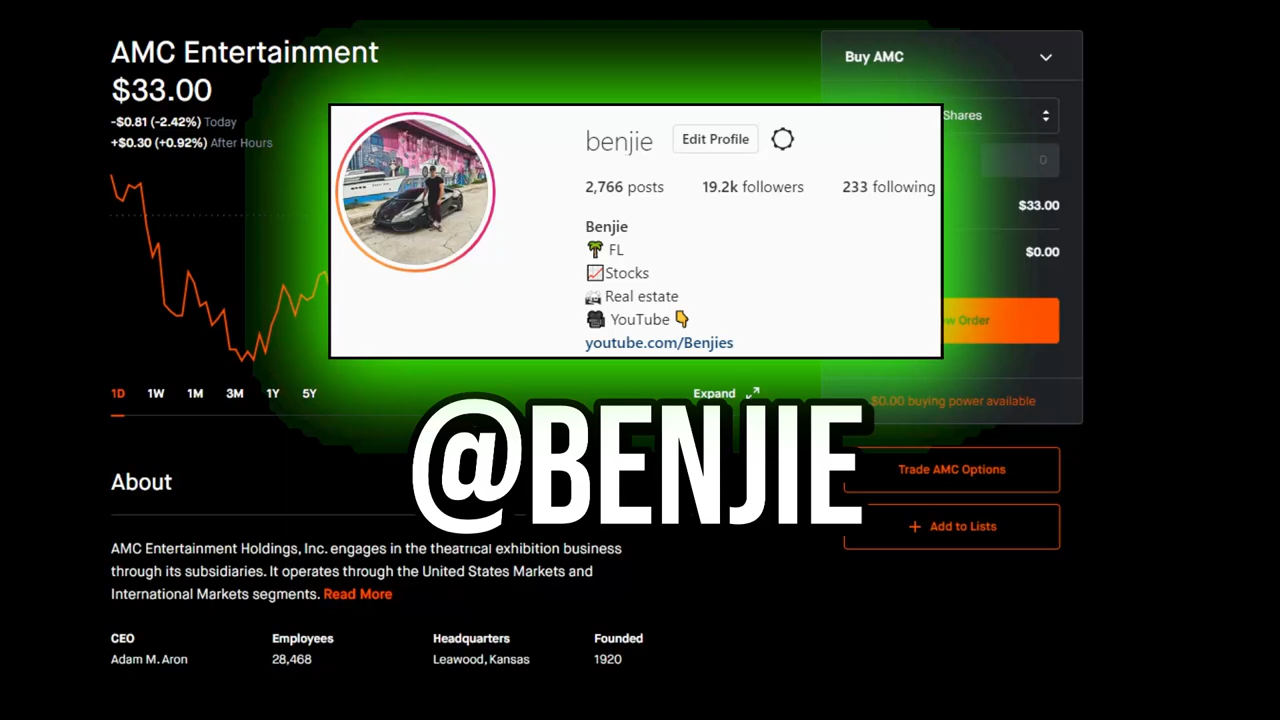 AMC Entertainment
$33.00
-$0.81 (-2.42%) Today
+$0.30 (+0.92%) After Hours
1D 1W 1M 3M 1Y 5Y
Expand
benjie Edit Profile
2,766 posts 19.2k followers 233 following
Benjie
🌴 FL
📈Stocks
Real estate
🎥 YouTube 👇
youtube.com/Benjies
@BENJIE
Buy AMC
Shares
0
$33.00
$0.00
Order
$0.00 buying power available
Trade AMC Options
+ Add to Lists
About
AMC Entertainment Holdings, Inc. engages in the theatrical exhibition business
through its subsidiaries. It operates through the United States Markets and
International Markets segments. Read More
CEO Employees Headquarters Founded
Adam M. Aron 28,468 Leawood, Kansas 1920